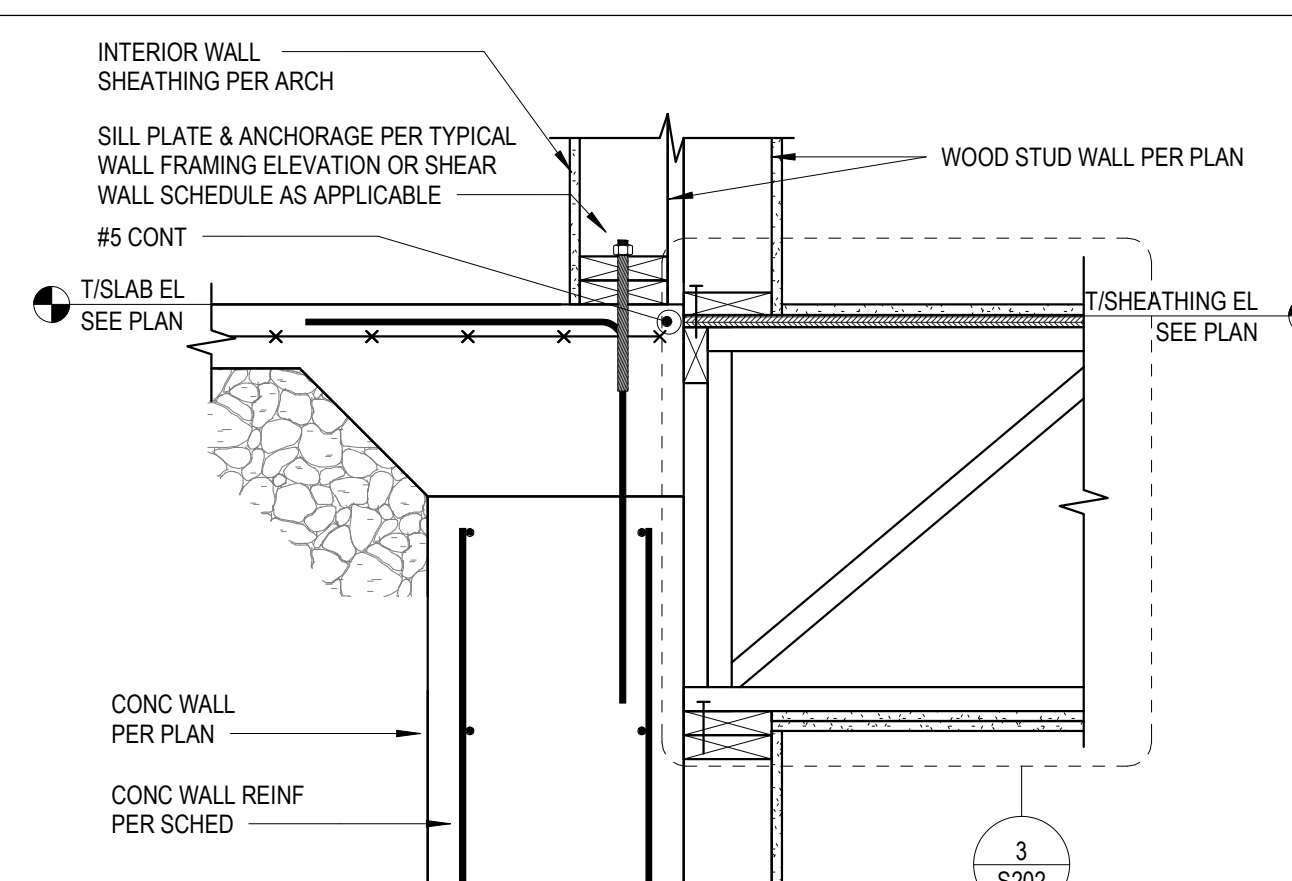 INTERIOR WALL
SHEATHING PER ARCH
SILL PLATE & ANCHORAGE PER TYPICAL
WALL FRAMING ELEVATION OR SHEAR
WALL SCHEDULE AS APPLICABLE
#5 CONT
T/SLAB EL
SEE PLAN
WOOD STUD WALL PER PLAN
T/SHEATHING EL
SEE PLAN
CONC WALL
PER PLAN
CONC WALL REINF
PER SCHED
3
S202